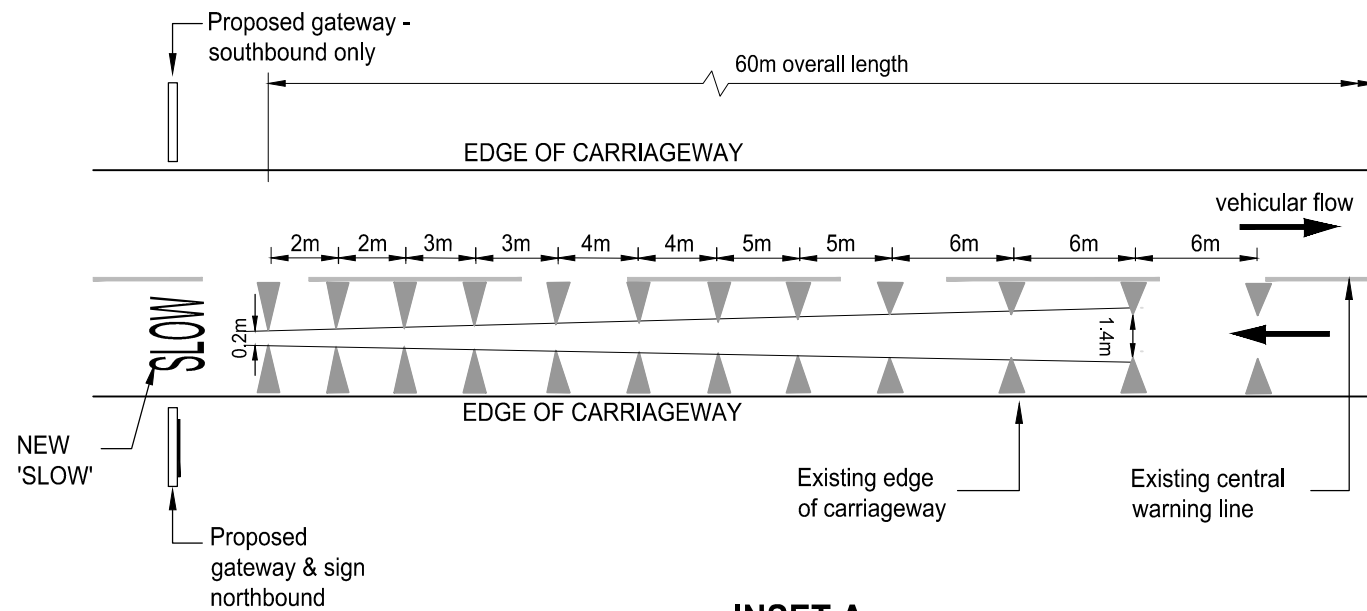 Proposed gateway -
southbound only
60m overall length
EDGE OF CARRIAGEWAY
vehicular flow
2m 2m 3m 3m 4m 4m 5m 5m 6m 6m 6m
SLOW
0.2m
1.4m
EDGE OF CARRIAGEWAY
NEW
'SLOW'
Existing edge
of carriageway
Existing central
warning line
Proposed
gateway & sign
northbound
INSET A